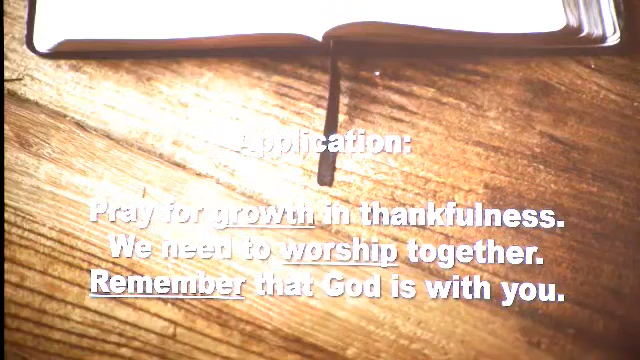 Application:
Pray for growth in thankfulness.
We need to worship together.
Remember that God is with you.